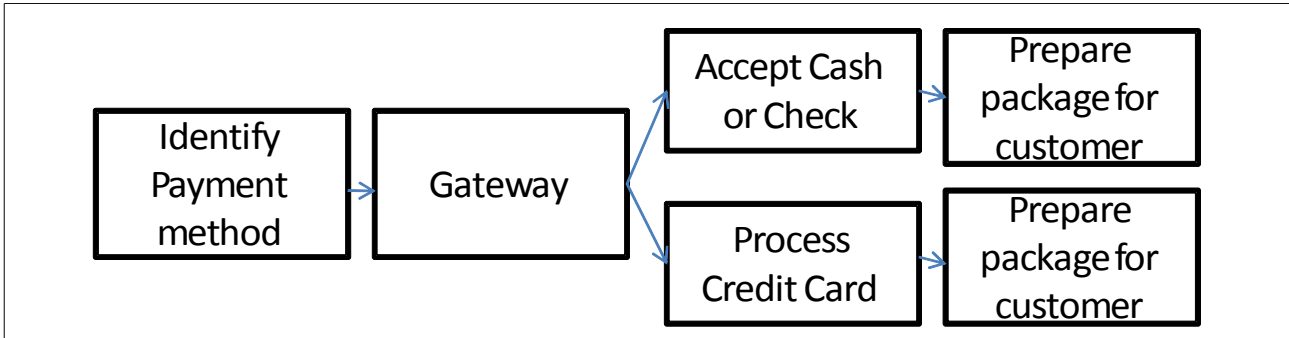 Identify
Payment
method
Gateway
Accept Cash
or Check
Prepare
package for
customer
Process
Credit Card
Prepare
package for
customer